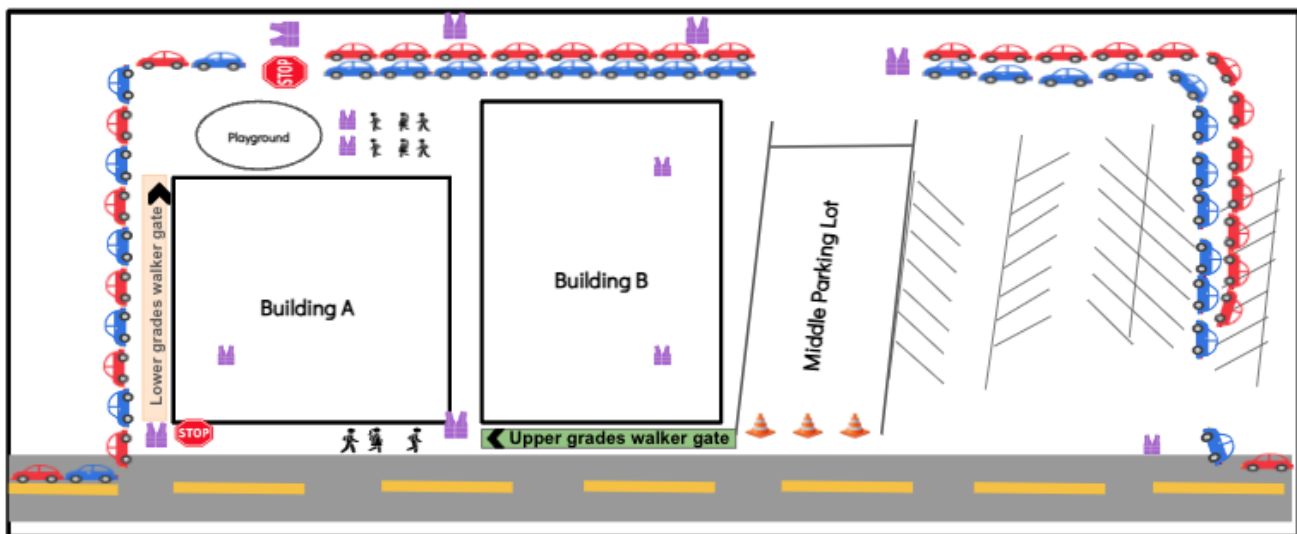 STOP
Playground
Lower grades walker gate
Building A
Building B
Middle Parking Lot
STOP
Upper grades walker gate